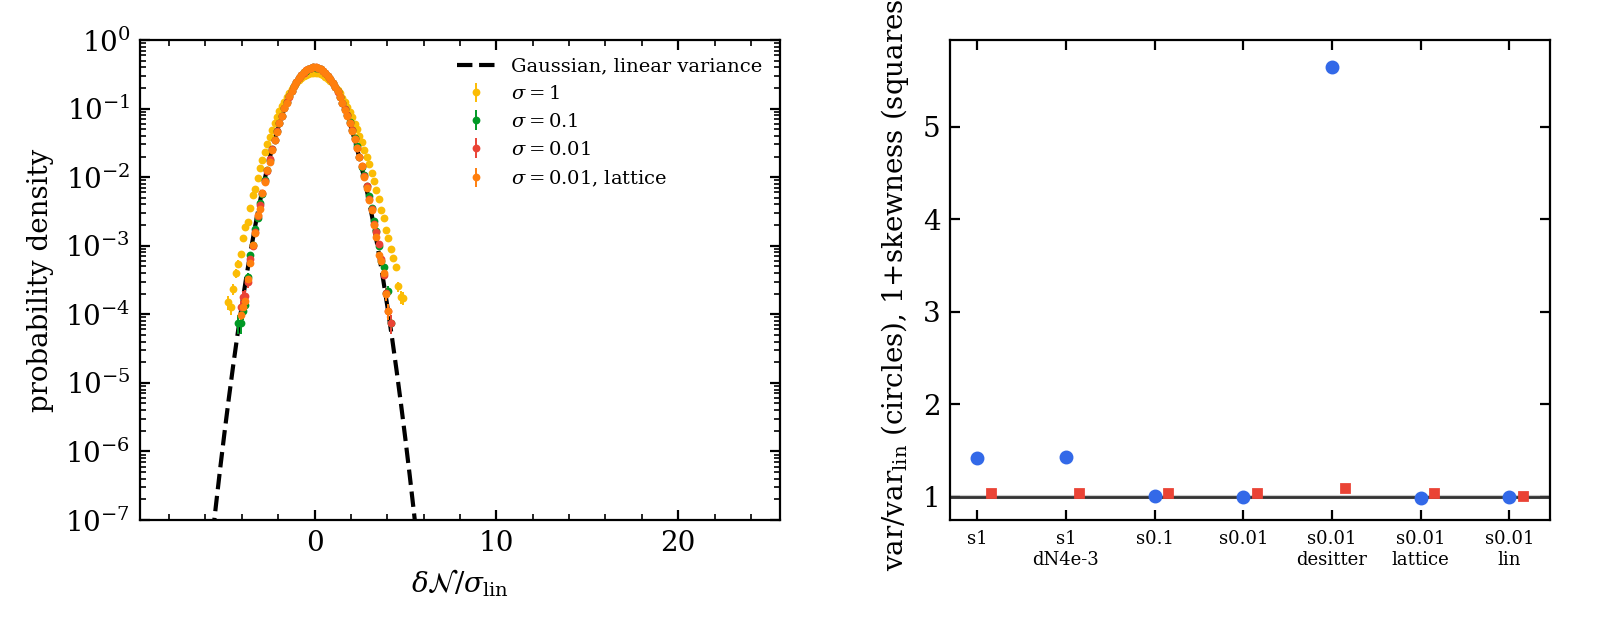 10⁰
10⁻¹
10⁻²
10⁻³
10⁻⁴
10⁻⁵
10⁻⁶
10⁻⁷
probability density
Gaussian, linear variance
σ = 1
σ = 0.1
σ = 0.01
σ = 0.01, lattice
0 10 20
δ𝒩/σ_lin
var/var_lin (circles), 1+skewness (squares
5
4
3
2
1
s1 s1 s0.1 s0.01 s0.01 s0.01 s0.01
dN4e-3 desitter lattice lin